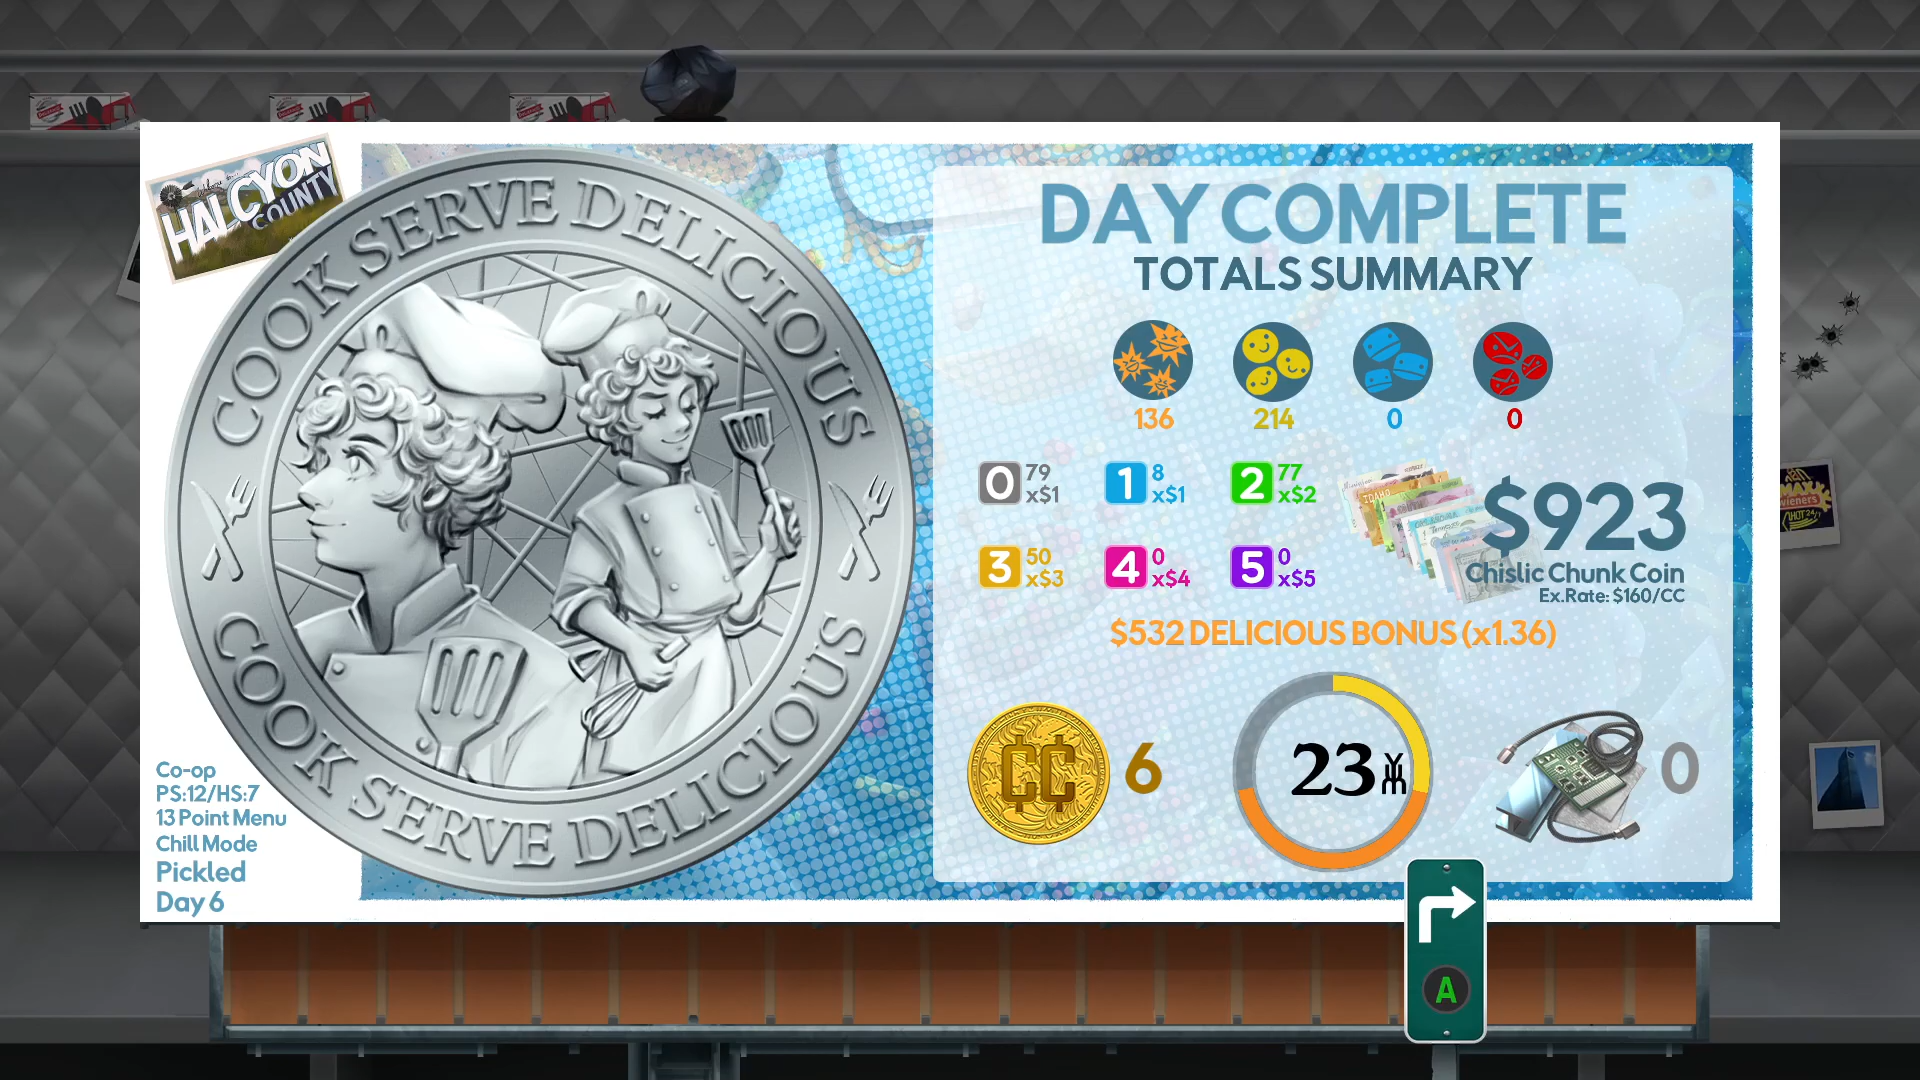 HALCYON
COUNTY
COOK SERVE DELICIOUS
COOK SERVE DELICIOUS
Co-op
PS:12/HS:7
13 Point Menu
Chill Mode
Pickled
Day 6
DAY COMPLETE
TOTALS SUMMARY
136 214 0 0
0 79 x$1
1 8 x$1
2 77 x$2
3 50 x$3
4 0 x$4
5 0 x$5
IDAHO
$923
Chislic Chunk Coin
Ex.Rate: $160/CC
$532 DELICIOUS BONUS (x1.36)
CC 6
23
0
A
wieners